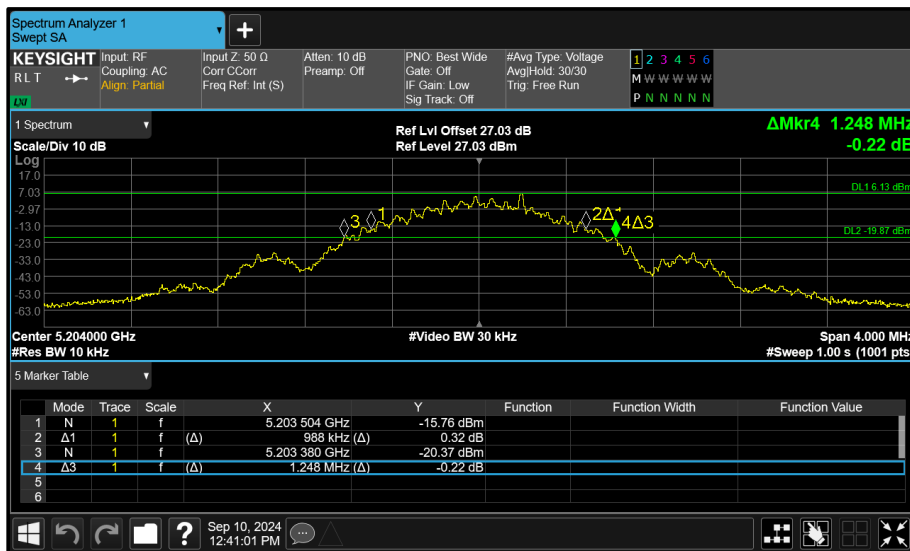 Spectrum Analyzer 1
Swept SA
KEYSIGHT
RLT
LXI
Input: RF
Coupling: AC
Align: Partial
Input Z: 50 Ω
Corr CCorr
Freq Ref: Int (S)
Atten: 10 dB
Preamp: Off
PNO: Best Wide
Gate: Off
IF Gain: Low
Sig Track: Off
#Avg Type: Voltage
Avg|Hold: 30/30
Trig: Free Run
1 2 3 4 5 6
M W W W W W
P N N N N N
1 Spectrum
Scale/Div 10 dB
Ref Lvl Offset 27.03 dB
Ref Level 27.03 dBm
ΔMkr4 1.248 MHz
-0.22 dB
Log
17.0
7.03
-2.97
-13.0
-23.0
-33.0
-43.0
-53.0
-63.0
DL1 6.13 dBm
DL2 -19.87 dBm
3 1 2Δ1 4Δ3
Center 5.204000 GHz
#Res BW 10 kHz
#Video BW 30 kHz
Span 4.000 MHz
#Sweep 1.00 s (1001 pts
5 Marker Table
Mode Trace Scale X Y Function Function Width Function Value
1 N 1 f 5.203 504 GHz -15.76 dBm
2 Δ1 1 f (Δ) 988 kHz (Δ) 0.32 dB
3 N 1 f 5.203 380 GHz -20.37 dBm
4 Δ3 1 f (Δ) 1.248 MHz (Δ) -0.22 dB
5
6
?
Sep 10, 2024
12:41:01 PM